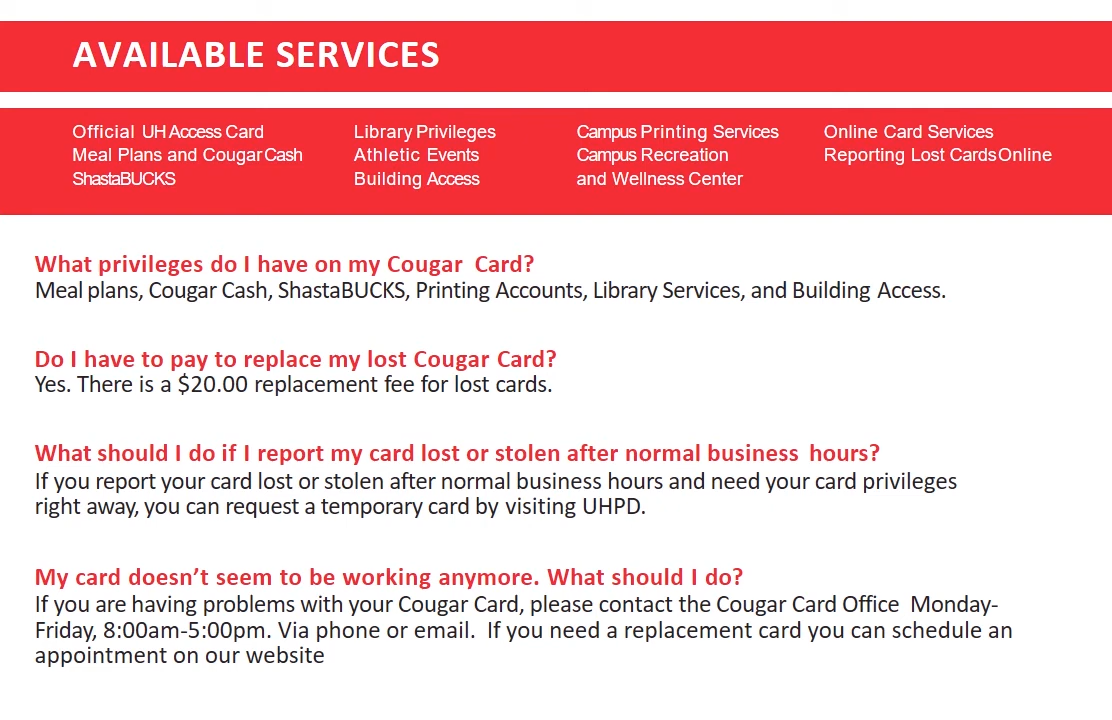 AVAILABLE SERVICES
Official UH Access Card
Meal Plans and Cougar Cash
ShastaBUCKS
Library Privileges
Athletic Events
Building Access
Campus Printing Services
Campus Recreation
and Wellness Center
Online Card Services
Reporting Lost Cards Online
What privileges do I have on my Cougar Card?
Meal plans, Cougar Cash, ShastaBUCKS, Printing Accounts, Library Services, and Building Access.
Do I have to pay to replace my lost Cougar Card?
Yes. There is a $20.00 replacement fee for lost cards.
What should I do if I report my card lost or stolen after normal business hours?
If you report your card lost or stolen after normal business hours and need your card privileges
right away, you can request a temporary card by visiting UHPD.
My card doesn’t seem to be working anymore. What should I do?
If you are having problems with your Cougar Card, please contact the Cougar Card Office Monday-
Friday, 8:00am-5:00pm. Via phone or email. If you need a replacement card you can schedule an
appointment on our website